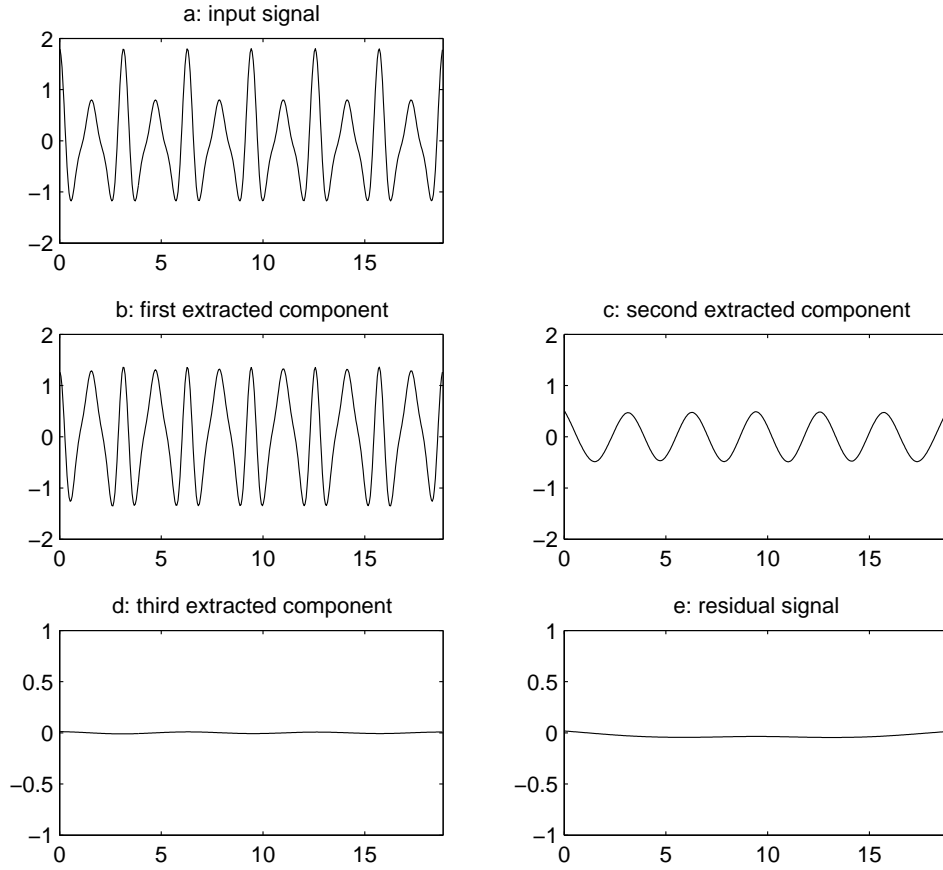 a: input signal
2
1
0
−1
−2
0 5 10 15
b: first extracted component
2
1
0
−1
−2
0 5 10 15
c: second extracted component
2
1
0
−1
−2
0 5 10 15
d: third extracted component
1
0.5
0
−0.5
−1
0 5 10 15
e: residual signal
1
0.5
0
−0.5
−1
0 5 10 15